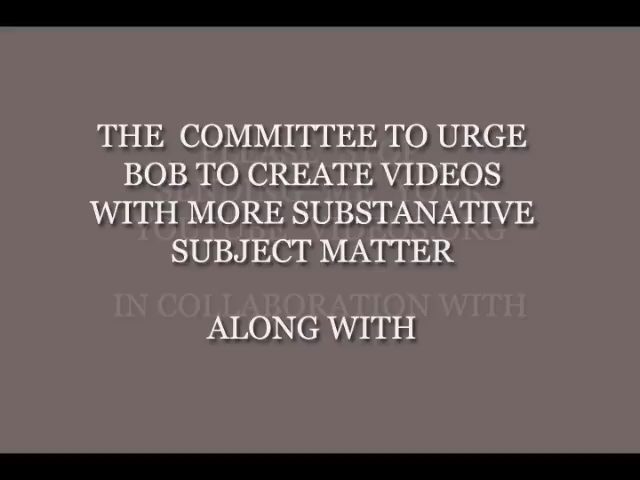 THE COMMITTEE TO URGE
BOB TO CREATE VIDEOS
WITH MORE SUBSTANATIVE
SUBJECT MATTER
IN COLLABORATION WITH
ALONG WITH